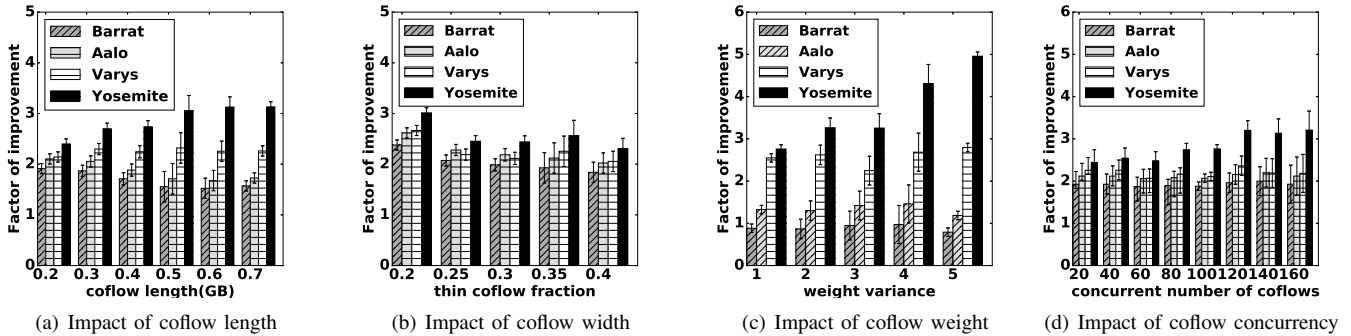 5
4
3
2
1
0
Factor of improvement
Barrat
Aalo
Varys
Yosemite
0.2 0.3 0.4 0.5 0.6 0.7
coflow length(GB)
(a) Impact of coflow length
5
4
3
2
1
0
Factor of improvement
Barrat
Aalo
Varys
Yosemite
0.2 0.25 0.3 0.35 0.4
thin coflow fraction
(b) Impact of coflow width
6
5
4
3
2
1
0
Factor of improvement
Barrat
Aalo
Varys
Yosemite
1 2 3 4 5
weight variance
(c) Impact of coflow weight
6
5
4
3
2
1
0
Factor of improvement
Barrat
Aalo
Varys
Yosemite
20 40 60 80 100 120 140 160
concurrent number of coflows
(d) Impact of coflow concurrency